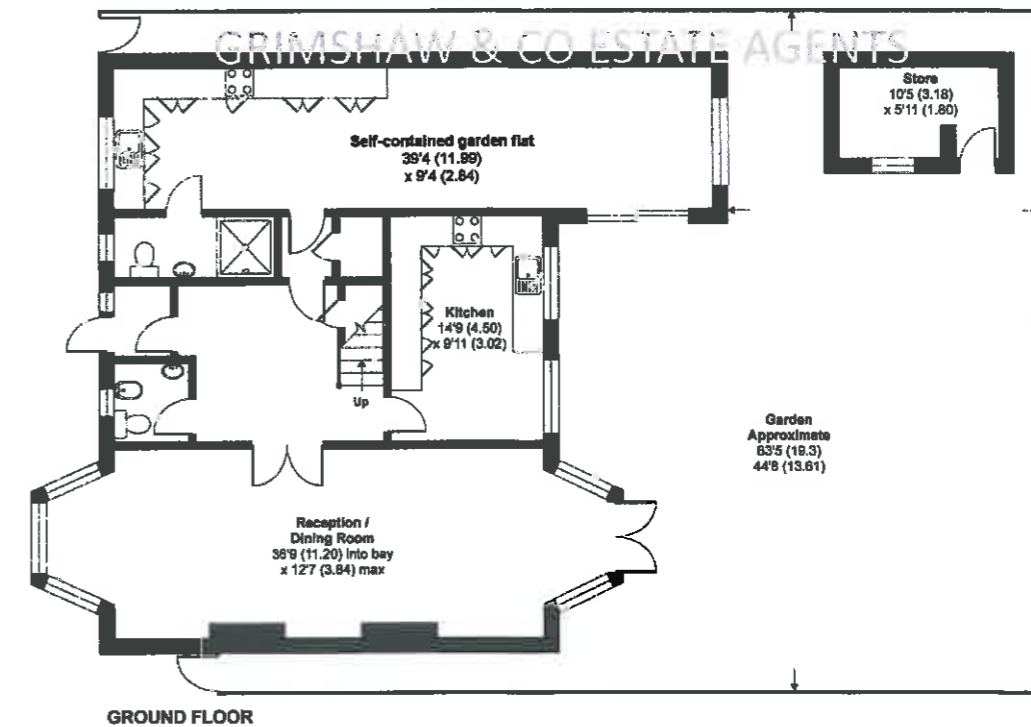 GRIMSHAW & CO ESTATE AGENTS
Store
10'5 (3.18)
x 5'11 (1.80)
Self-contained garden flat
39'4 (11.99)
x 9'4 (2.84)
Kitchen
14'9 (4.50)
x 9'11 (3.02)
Up
Garden
Approximate
63'5 (19.3)
44'8 (13.61)
Reception /
Dining Room
36'9 (11.20) into bay
x 12'7 (3.84) max
GROUND FLOOR